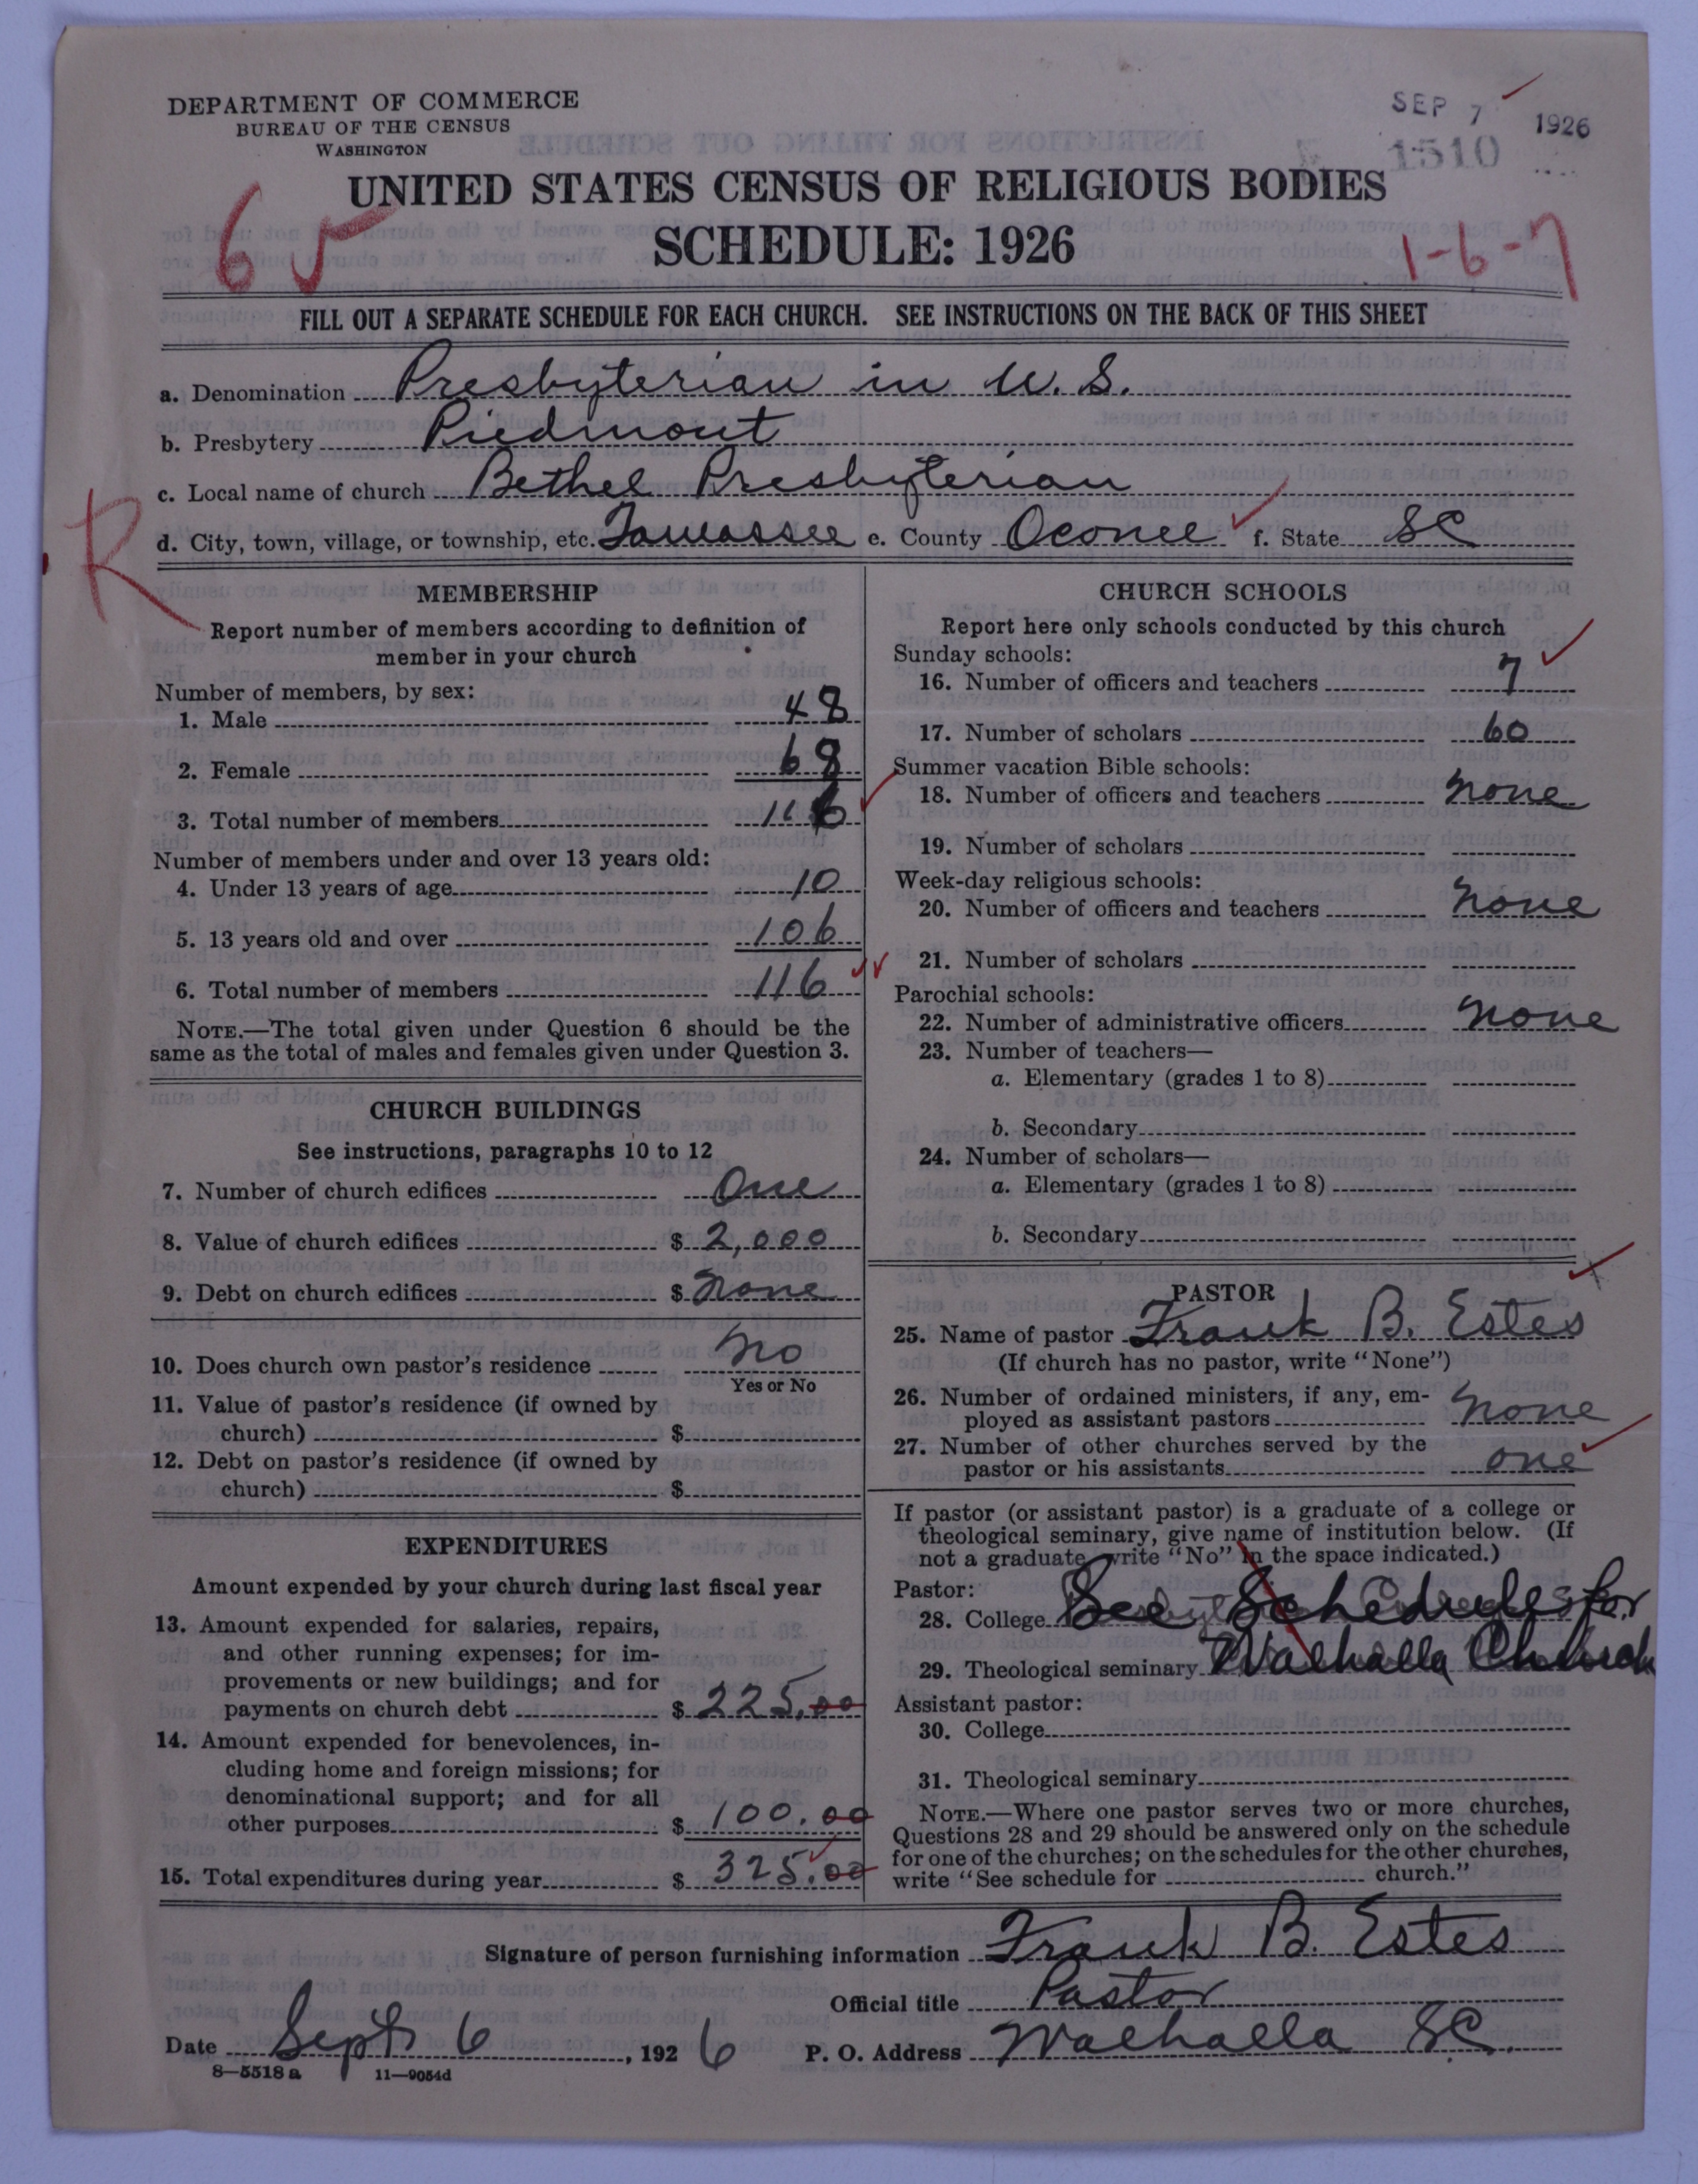 DEPARTMENT OF COMMERCE
BUREAU OF THE CENSUS
WASHINGTON
SEP 7 1926
1510
UNITED STATES CENSUS OF RELIGIOUS BODIES
SCHEDULE: 1926
65
1-6-7
FILL OUT A SEPARATE SCHEDULE FOR EACH CHURCH. SEE INSTRUCTIONS ON THE BACK OF THIS SHEET
a. Denomination Presbyterian in U.S.
b. Presbytery Piedmont
c. Local name of church Bethel Presbyterian
d. City, town, village, or township, etc. Tamassee e. County Oconee f. State SC
R
MEMBERSHIP
Report number of members according to definition of
member in your church
Number of members, by sex:
1. Male 48
2. Female 68
3. Total number of members 116
Number of members under and over 13 years old:
4. Under 13 years of age 10
5. 13 years old and over 106
6. Total number of members 116
NOTE.—The total given under Question 6 should be the
same as the total of males and females given under Question 3.
CHURCH BUILDINGS
See instructions, paragraphs 10 to 12
7. Number of church edifices One
8. Value of church edifices $ 2,000
9. Debt on church edifices $ None
10. Does church own pastor's residence No
Yes or No
11. Value of pastor's residence (if owned by
church) $
12. Debt on pastor's residence (if owned by
church) $
EXPENDITURES
Amount expended by your church during last fiscal year
13. Amount expended for salaries, repairs,
and other running expenses; for im-
provements or new buildings; and for
payments on church debt $ 225.00
14. Amount expended for benevolences, in-
cluding home and foreign missions; for
denominational support; and for all
other purposes $ 100.00
15. Total expenditures during year $ 325.00
CHURCH SCHOOLS
Report here only schools conducted by this church
Sunday schools:
16. Number of officers and teachers 7
17. Number of scholars 60
Summer vacation Bible schools:
18. Number of officers and teachers None
19. Number of scholars
Week-day religious schools:
20. Number of officers and teachers None
21. Number of scholars
Parochial schools:
22. Number of administrative officers None
23. Number of teachers—
a. Elementary (grades 1 to 8)
b. Secondary
24. Number of scholars—
a. Elementary (grades 1 to 8)
b. Secondary
PASTOR
25. Name of pastor Frank B. Estes
(If church has no pastor, write "None")
26. Number of ordained ministers, if any, em-
ployed as assistant pastors None
27. Number of other churches served by the
pastor or his assistants one
If pastor (or assistant pastor) is a graduate of a college or
theological seminary, give name of institution below. (If
not a graduate write "No" in the space indicated.)
Pastor:
28. College See Schedules for
29. Theological seminary Walhalla Church
Assistant pastor:
30. College
31. Theological seminary
NOTE.—Where one pastor serves two or more churches,
Questions 28 and 29 should be answered only on the schedule
for one of the churches; on the schedules for the other churches,
write "See schedule for church."
Signature of person furnishing information Frank B. Estes
Official title Pastor
Date Sept 6, 1926 P. O. Address Walhalla SC.
8—5518 a 11—9054d